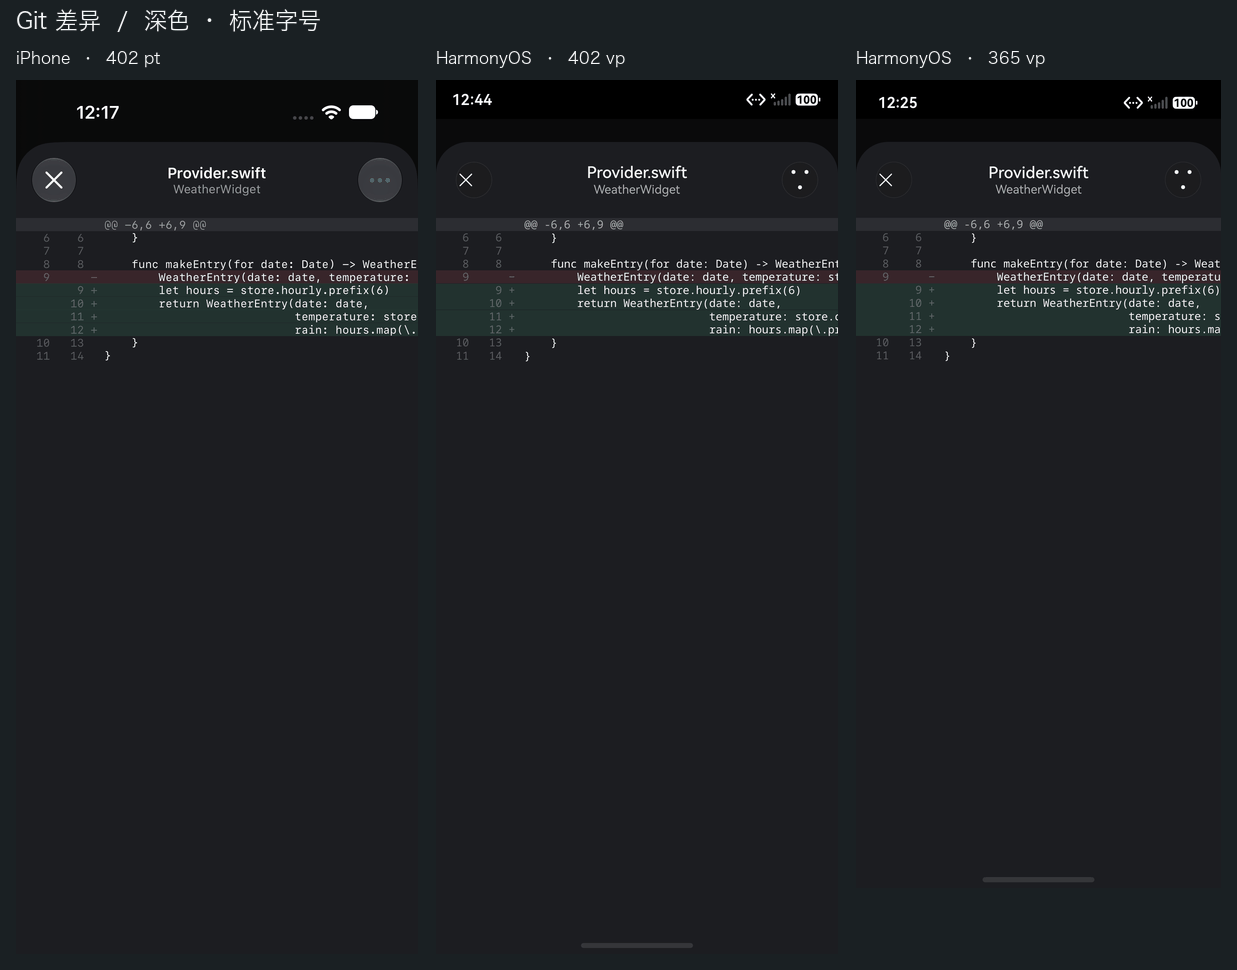 Git 差异 / 深色 · 标准字号
iPhone · 402 pt
12:17
Provider.swift
WeatherWidget
@@ -6,6 +6,9 @@
6 6 }
7 7
8 8 func makeEntry(for date: Date) -> WeatherE
9 - WeatherEntry(date: date, temperature:
9 + let hours = store.hourly.prefix(6)
10 + return WeatherEntry(date: date,
11 + temperature: store
12 + rain: hours.map(\.
10 13 }
11 14 }
HarmonyOS · 402 vp
12:44
100
Provider.swift
WeatherWidget
@@ -6,6 +6,9 @@
6 6 }
7 7
8 8 func makeEntry(for date: Date) -> WeatherEnt
9 - WeatherEntry(date: date, temperature: st
9 + let hours = store.hourly.prefix(6)
10 + return WeatherEntry(date: date,
11 + temperature: store.c
12 + rain: hours.map(\.pr
10 13 }
11 14 }
HarmonyOS · 365 vp
12:25
100
Provider.swift
WeatherWidget
@@ -6,6 +6,9 @@
6 6 }
7 7
8 8 func makeEntry(for date: Date) -> Weat
9 - WeatherEntry(date: date, temperatu
9 + let hours = store.hourly.prefix(6)
10 + return WeatherEntry(date: date,
11 + temperature: s
12 + rain: hours.ma
10 13 }
11 14 }